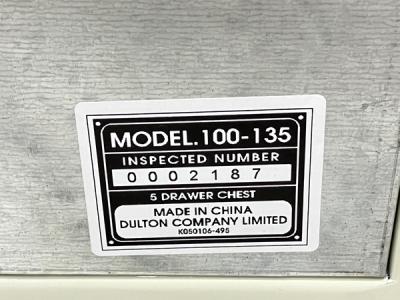 MODEL.100-135
INSPECTED NUMBER
0002187
5 DRAWER CHEST
MADE IN CHINA
DULTON COMPANY LIMITED
K050106-495